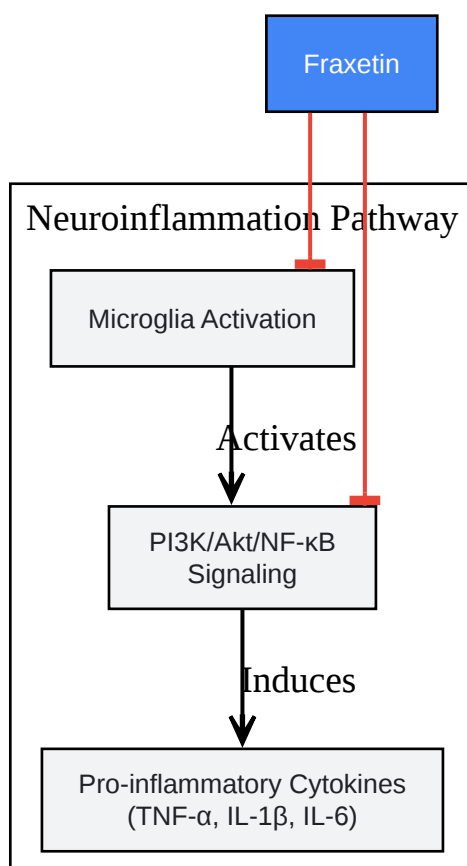 Fraxetin
Neuroinflammation Pathway
Microglia Activation
Activates
PI3K/Akt/NF-κB
Signaling
Induces
Pro-inflammatory Cytokines
(TNF-α, IL-1β, IL-6)